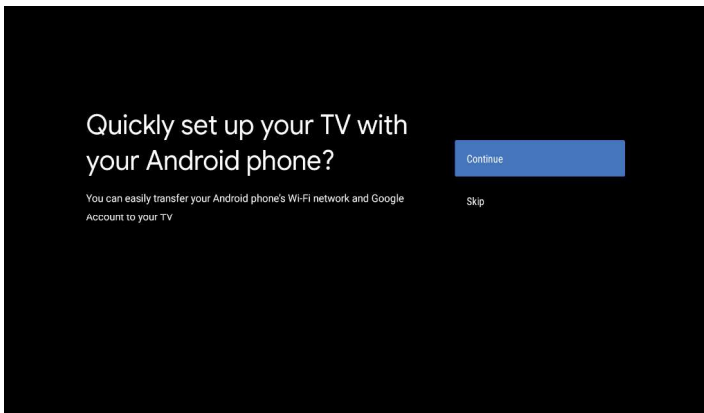 Quickly set up your TV with
your Android phone?
You can easily transfer your Android phone's Wi-Fi network and Google
Account to your TV
Continue
Skip